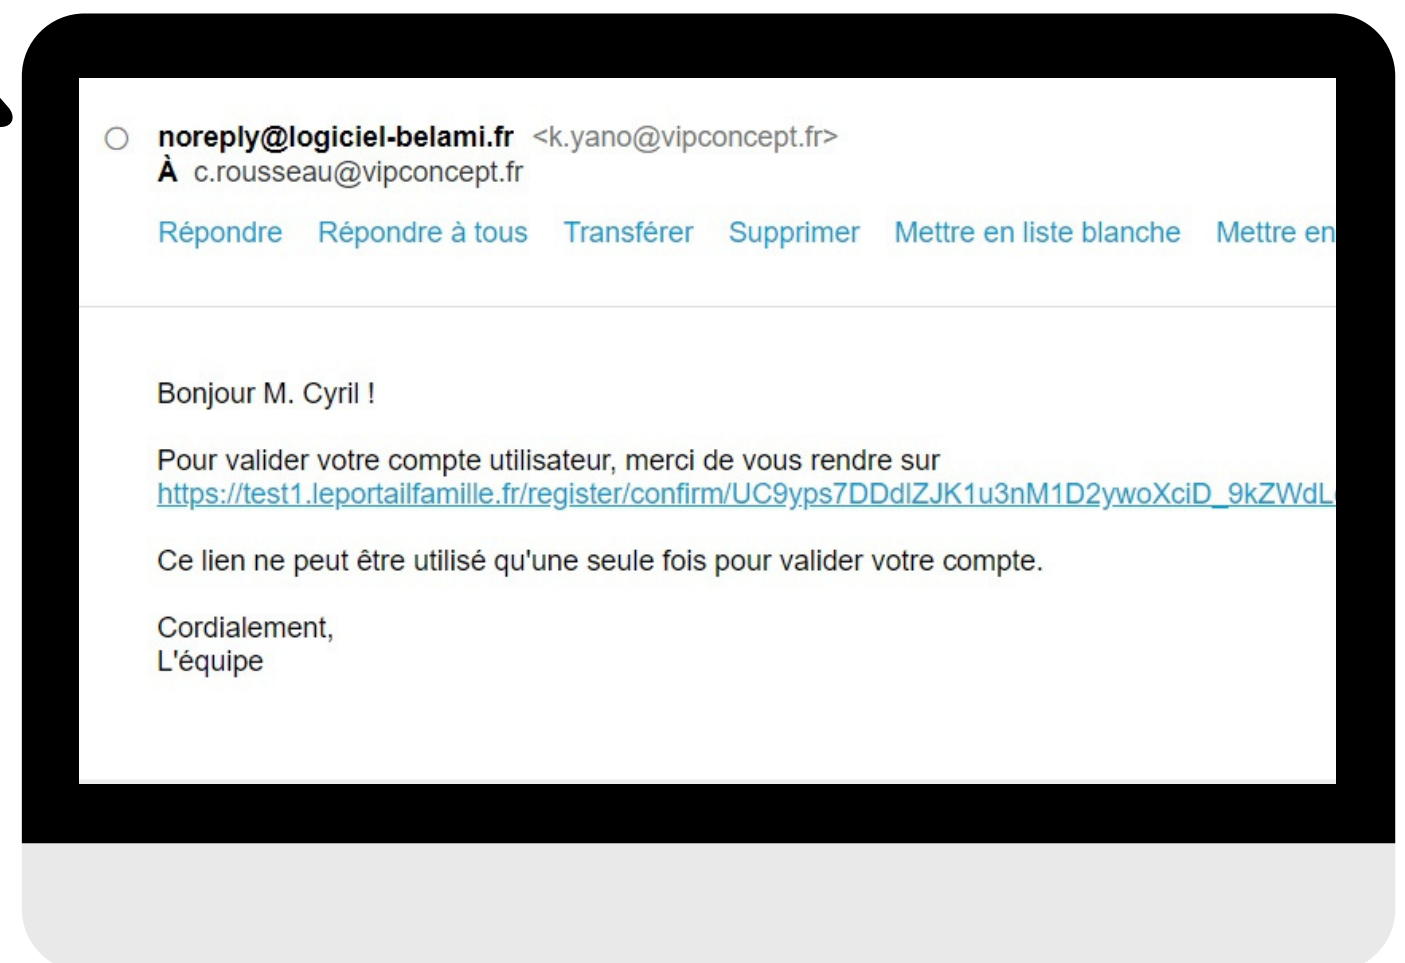 noreply@logiciel-belami.fr <k.yano@vipconcept.fr>
À c.rousseau@vipconcept.fr
Répondre Répondre à tous Transférer Supprimer Mettre en liste blanche Mettre en
Bonjour M. Cyril !
Pour valider votre compte utilisateur, merci de vous rendre sur
https://test1.leportailfamille.fr/register/confirm/UC9yps7DDdlZJK1u3nM1D2ywoXciD_9kZWdL
Ce lien ne peut être utilisé qu'une seule fois pour valider votre compte.
Cordialement,
L'équipe